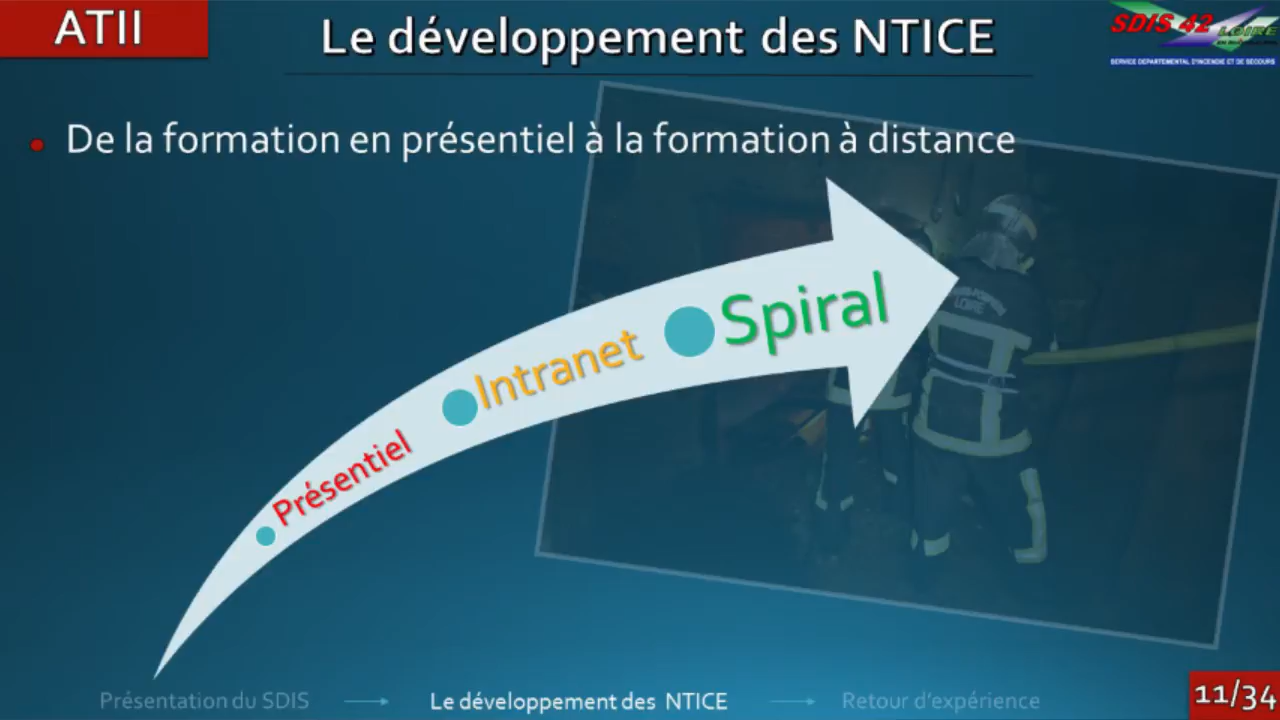 ATII
Le développement des NTICE
SDIS 42
LOIRE
SERVICE DEPARTEMENTAL D'INCENDIE ET DE SECOURS
• De la formation en présentiel à la formation à distance
Spiral
Intranet
Présentiel
LOIRE
Présentation du SDIS → Le développement des NTICE → Retour d'expérience
11/34